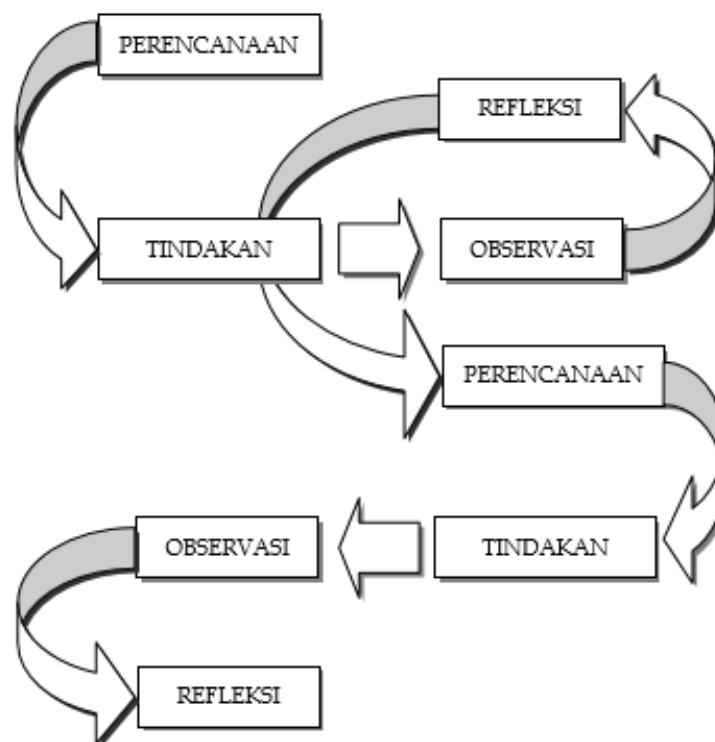 PERENCANAAN
REFLEKSI
TINDAKAN
OBSERVASI
PERENCANAAN
OBSERVASI
TINDAKAN
REFLEKSI